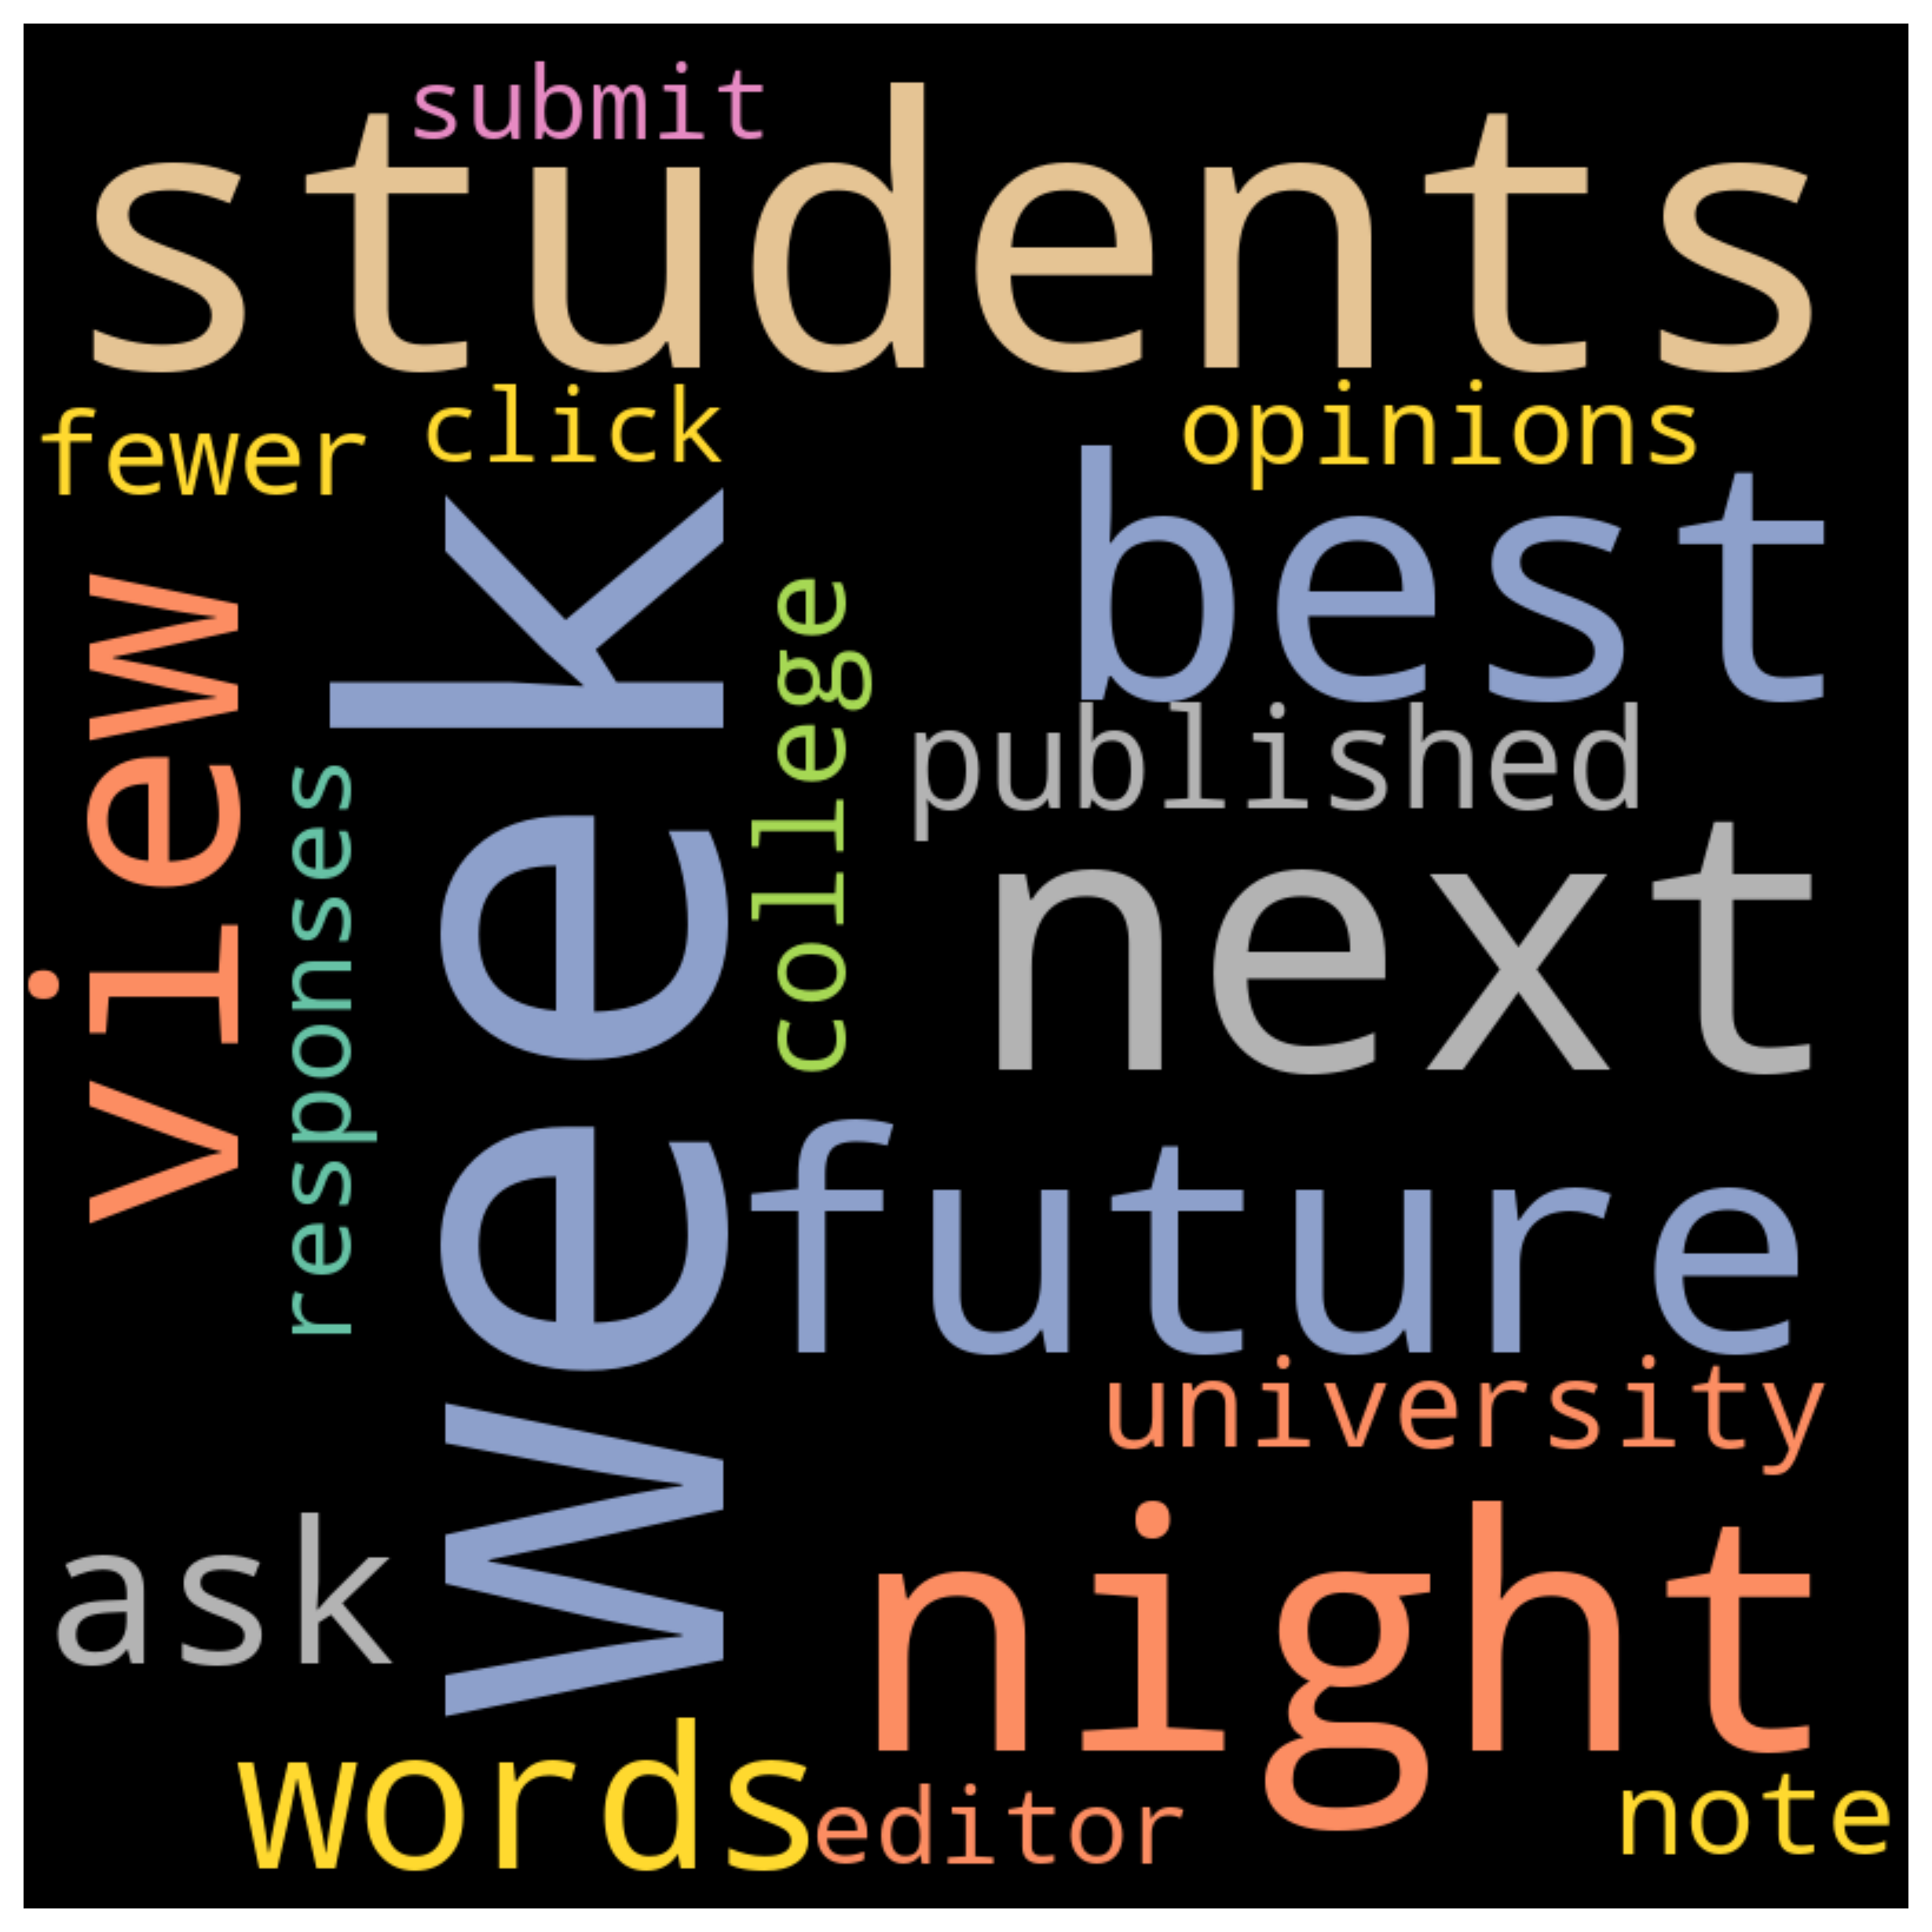 submit
students
fewer
click
opinions
best
view
week
college
published
responses
next
future
university
ask
night
words
editor
note